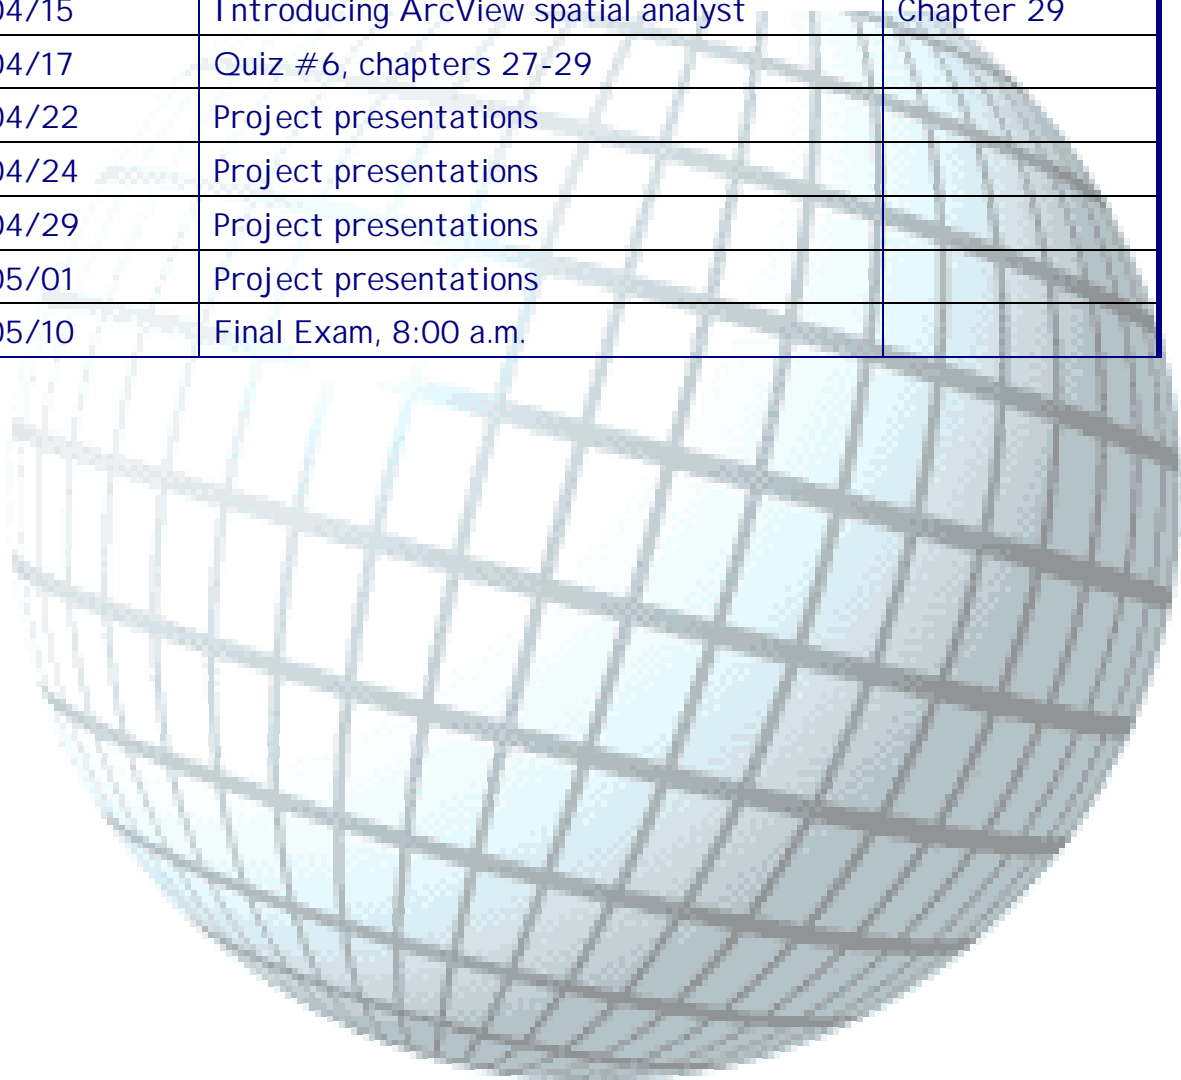 04/15 Introducing ArcView spatial analyst Chapter 29
04/17 Quiz #6, chapters 27-29
04/22 Project presentations
04/24 Project presentations
04/29 Project presentations
05/01 Project presentations
05/10 Final Exam, 8:00 a.m.